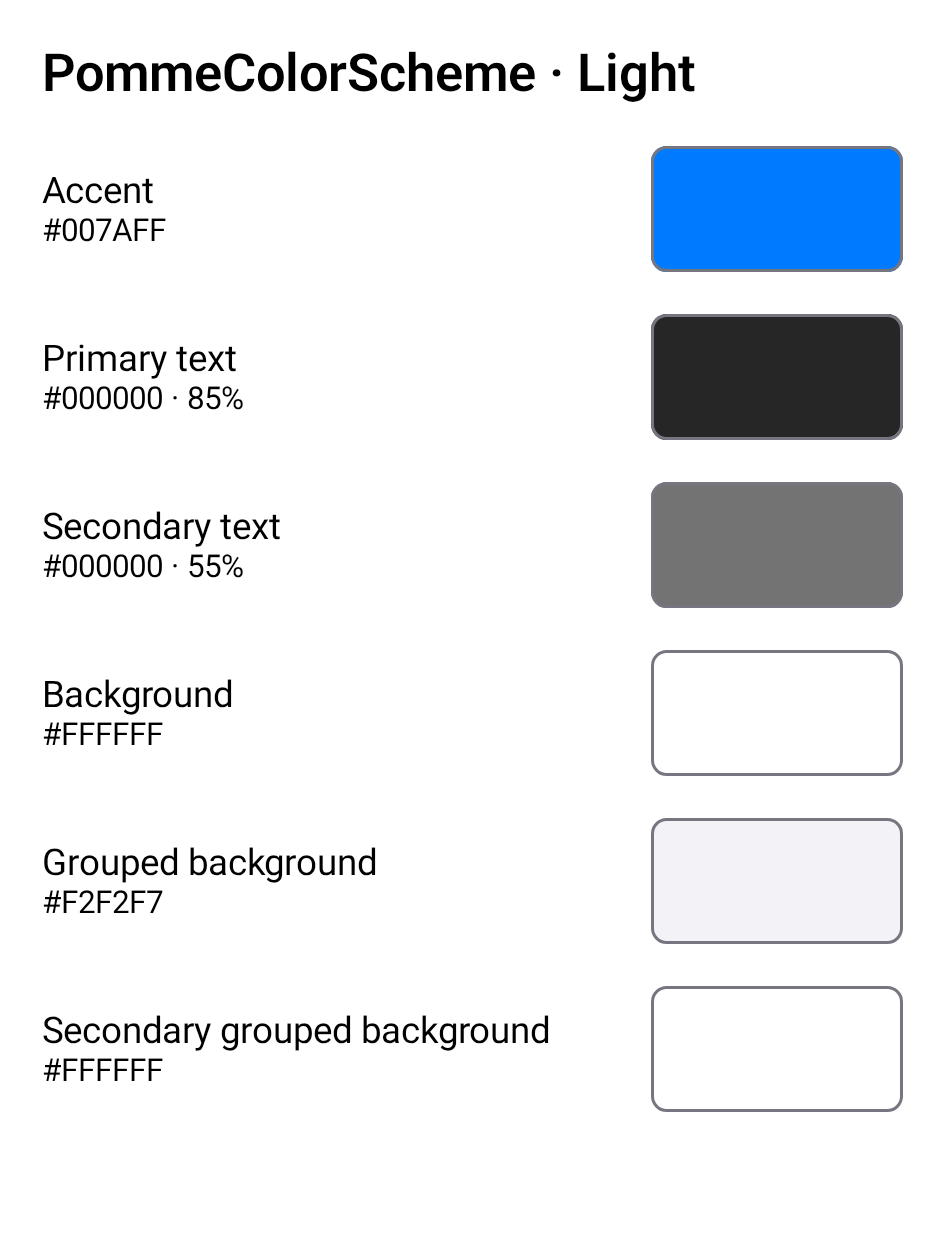 PommeColorScheme · Light
Accent
#007AFF
Primary text
#000000 · 85%
Secondary text
#000000 · 55%
Background
#FFFFFF
Grouped background
#F2F2F7
Secondary grouped background
#FFFFFF